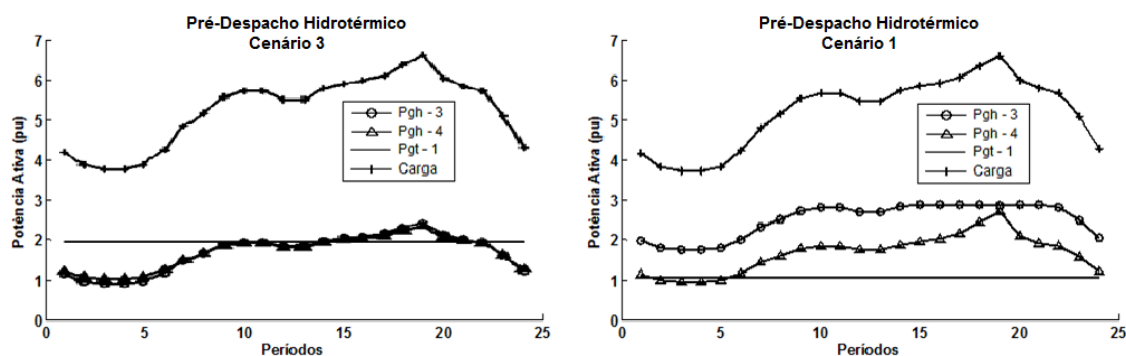 Pré-Despacho Hidrotérmico
Cenário 3
7
6
5
4
3
2
1
0
Potência Ativa (pu)
Pgh - 3
Pgh - 4
Pgt - 1
Carga
0
5
10
15
20
25
Períodos
Pré-Despacho Hidrotérmico
Cenário 1
7
6
5
4
3
2
1
0
Potência Ativa (pu)
Pgh - 3
Pgh - 4
Pgt - 1
Carga
0
5
10
15
20
25
Períodos